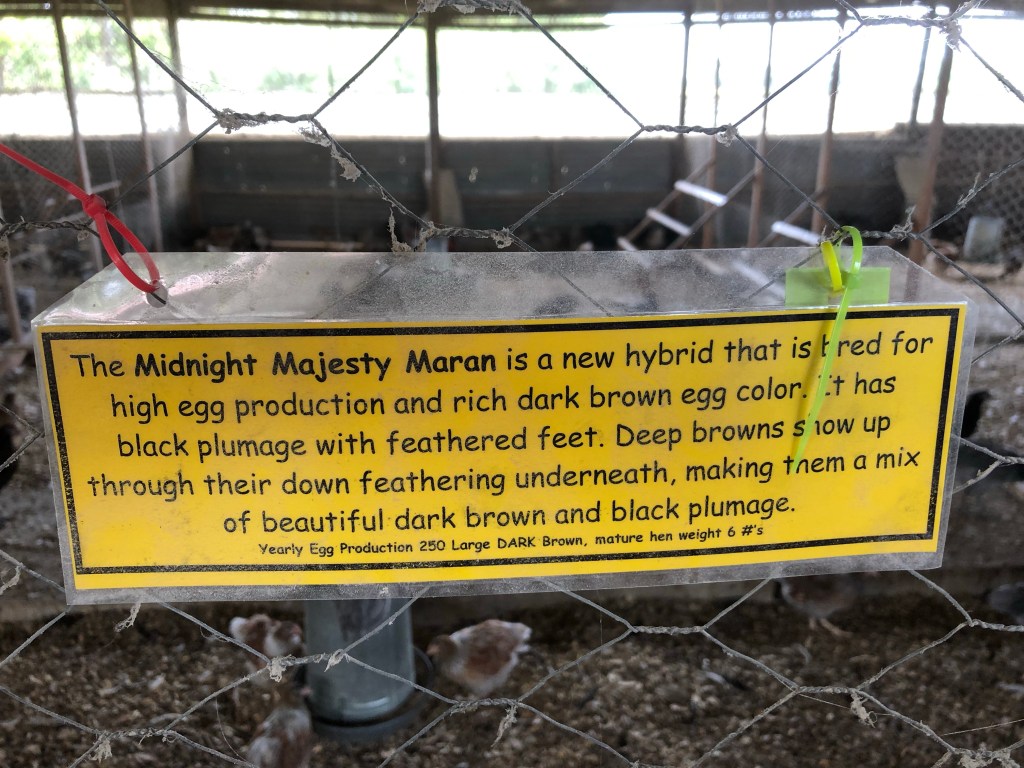 The Midnight Majesty Maran is a new hybrid that is bred for
high egg production and rich dark brown egg color. It has
black plumage with feathered feet. Deep browns show up
through their down feathering underneath, making them a mix
of beautiful dark brown and black plumage.
Yearly Egg Production 250 Large DARK Brown, mature hen weight 6 #'s